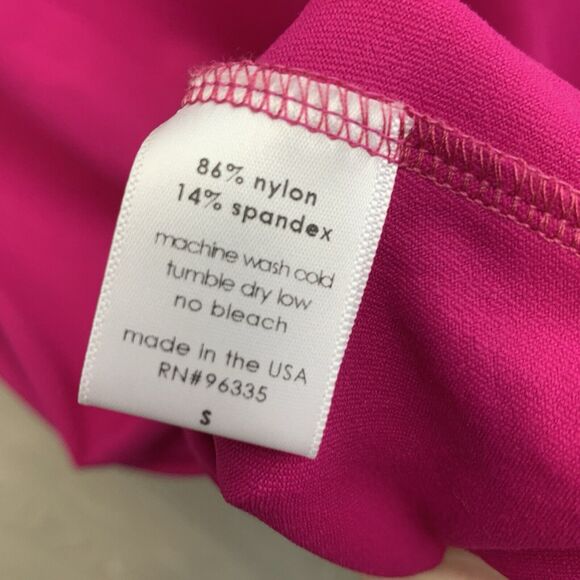 86% nylon
14% spandex
machine wash cold
tumble dry low
no bleach
made in the USA
RN#96335
S